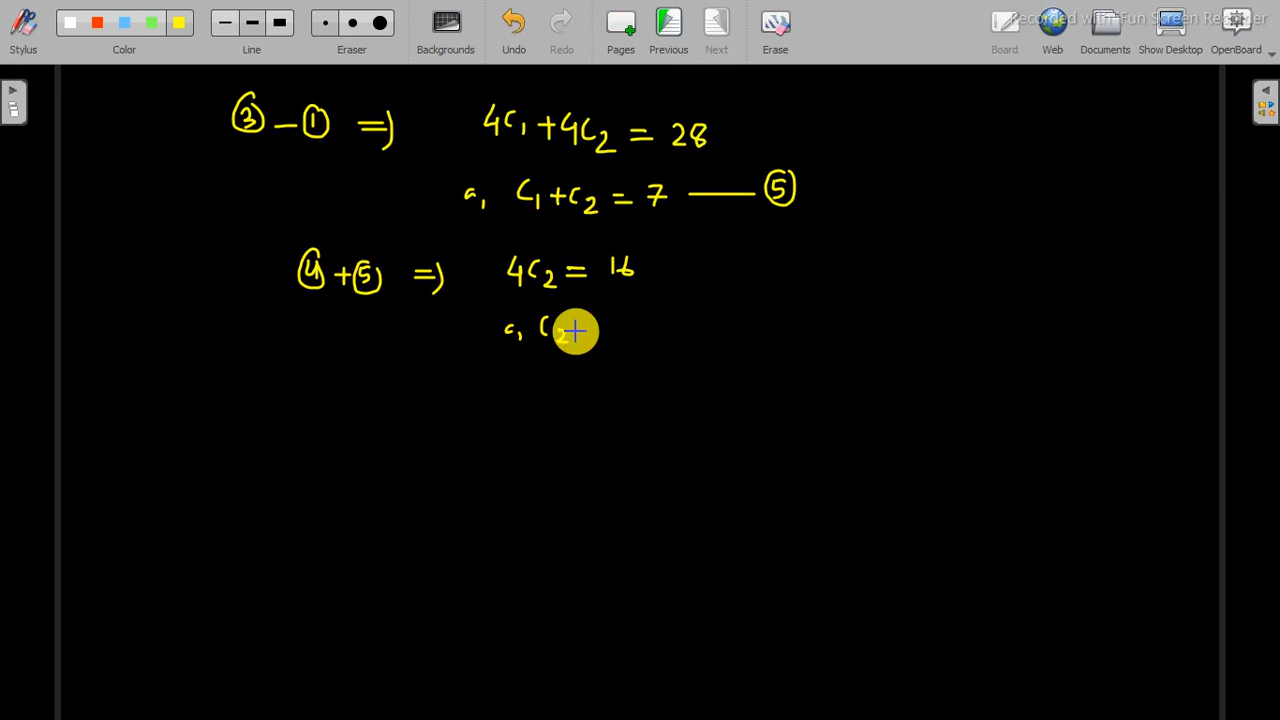 Recorded with Fun Screen Recorder
Stylus Color Line Eraser Backgrounds Undo Redo Pages Previous Next Erase Board Web Documents Show Desktop OpenBoard
③ - ① => 4C₁ + 4C₂ = 28
a, C₁ + C₂ = 7 —— ⑤
④ + ⑤ => 4C₂ = 16
a, C₂